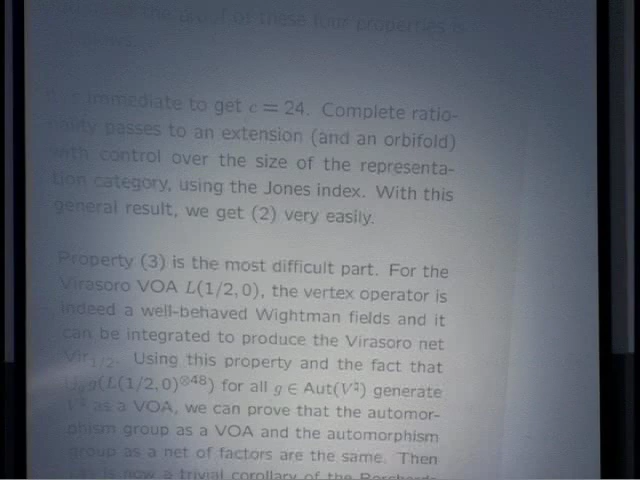 the proof of these four properties is
immediate to get c = 24. Complete ratio-
nality passes to an extension (and an orbifold)
with control over the size of the representa-
tion category, using the Jones index. With this
general result, we get (2) very easily.
Property (3) is the most difficult part. For the
Virasoro VOA L(1/2, 0), the vertex operator is
indeed a well-behaved Wightman fields and it
can be integrated to produce the Virasoro net
Vir₁/₂. Using this property and the fact that
g(L(1/2, 0)⊗48) for all g ∈ Aut(V♮) generate
V♮ as a VOA, we can prove that the automor-
phism group as a VOA and the automorphism
group as a net of factors are the same. Then
is now a trivial corollary of the Borcherds